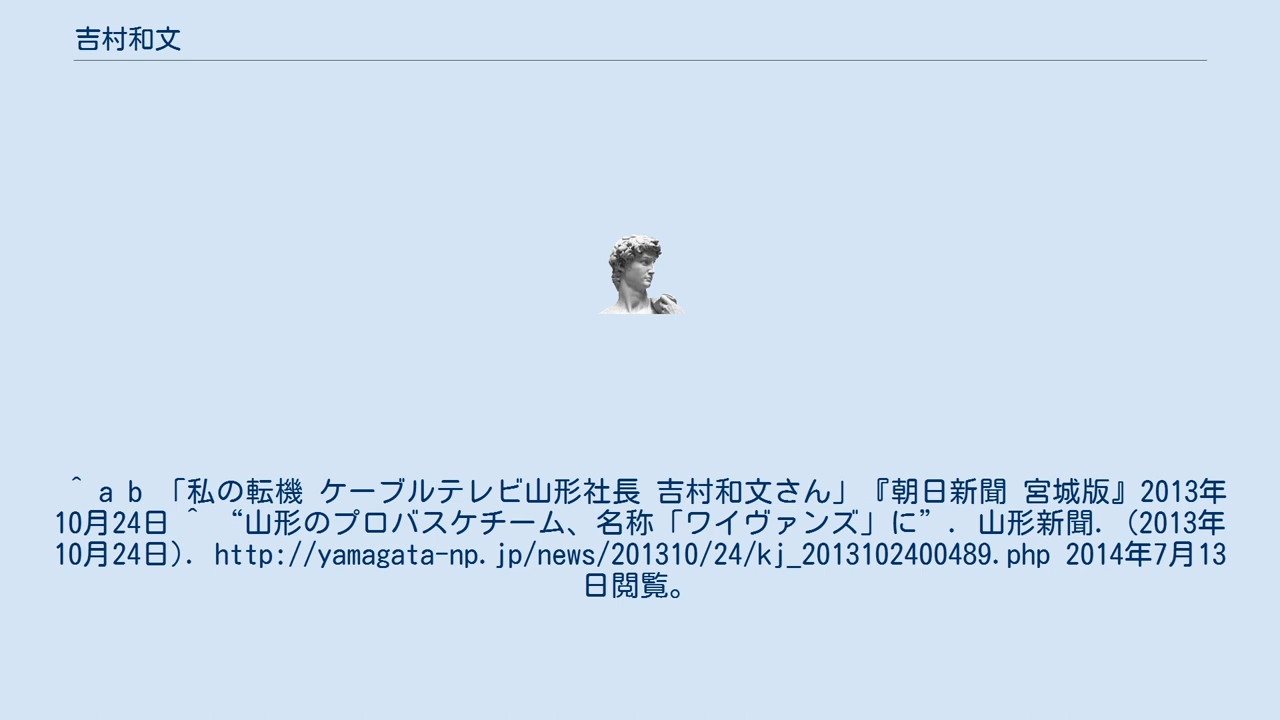 吉村和文
^ a b 「私の転機 ケーブルテレビ山形社長 吉村和文さん」『朝日新聞 宮城版』2013年
10月24日 ^ “山形のプロバスケチーム、名称「ワイヴァンズ」に”. 山形新聞. (2013年
10月24日). http://yamagata-np.jp/news/201310/24/kj_2013102400489.php 2014年7月13
日閲覧。